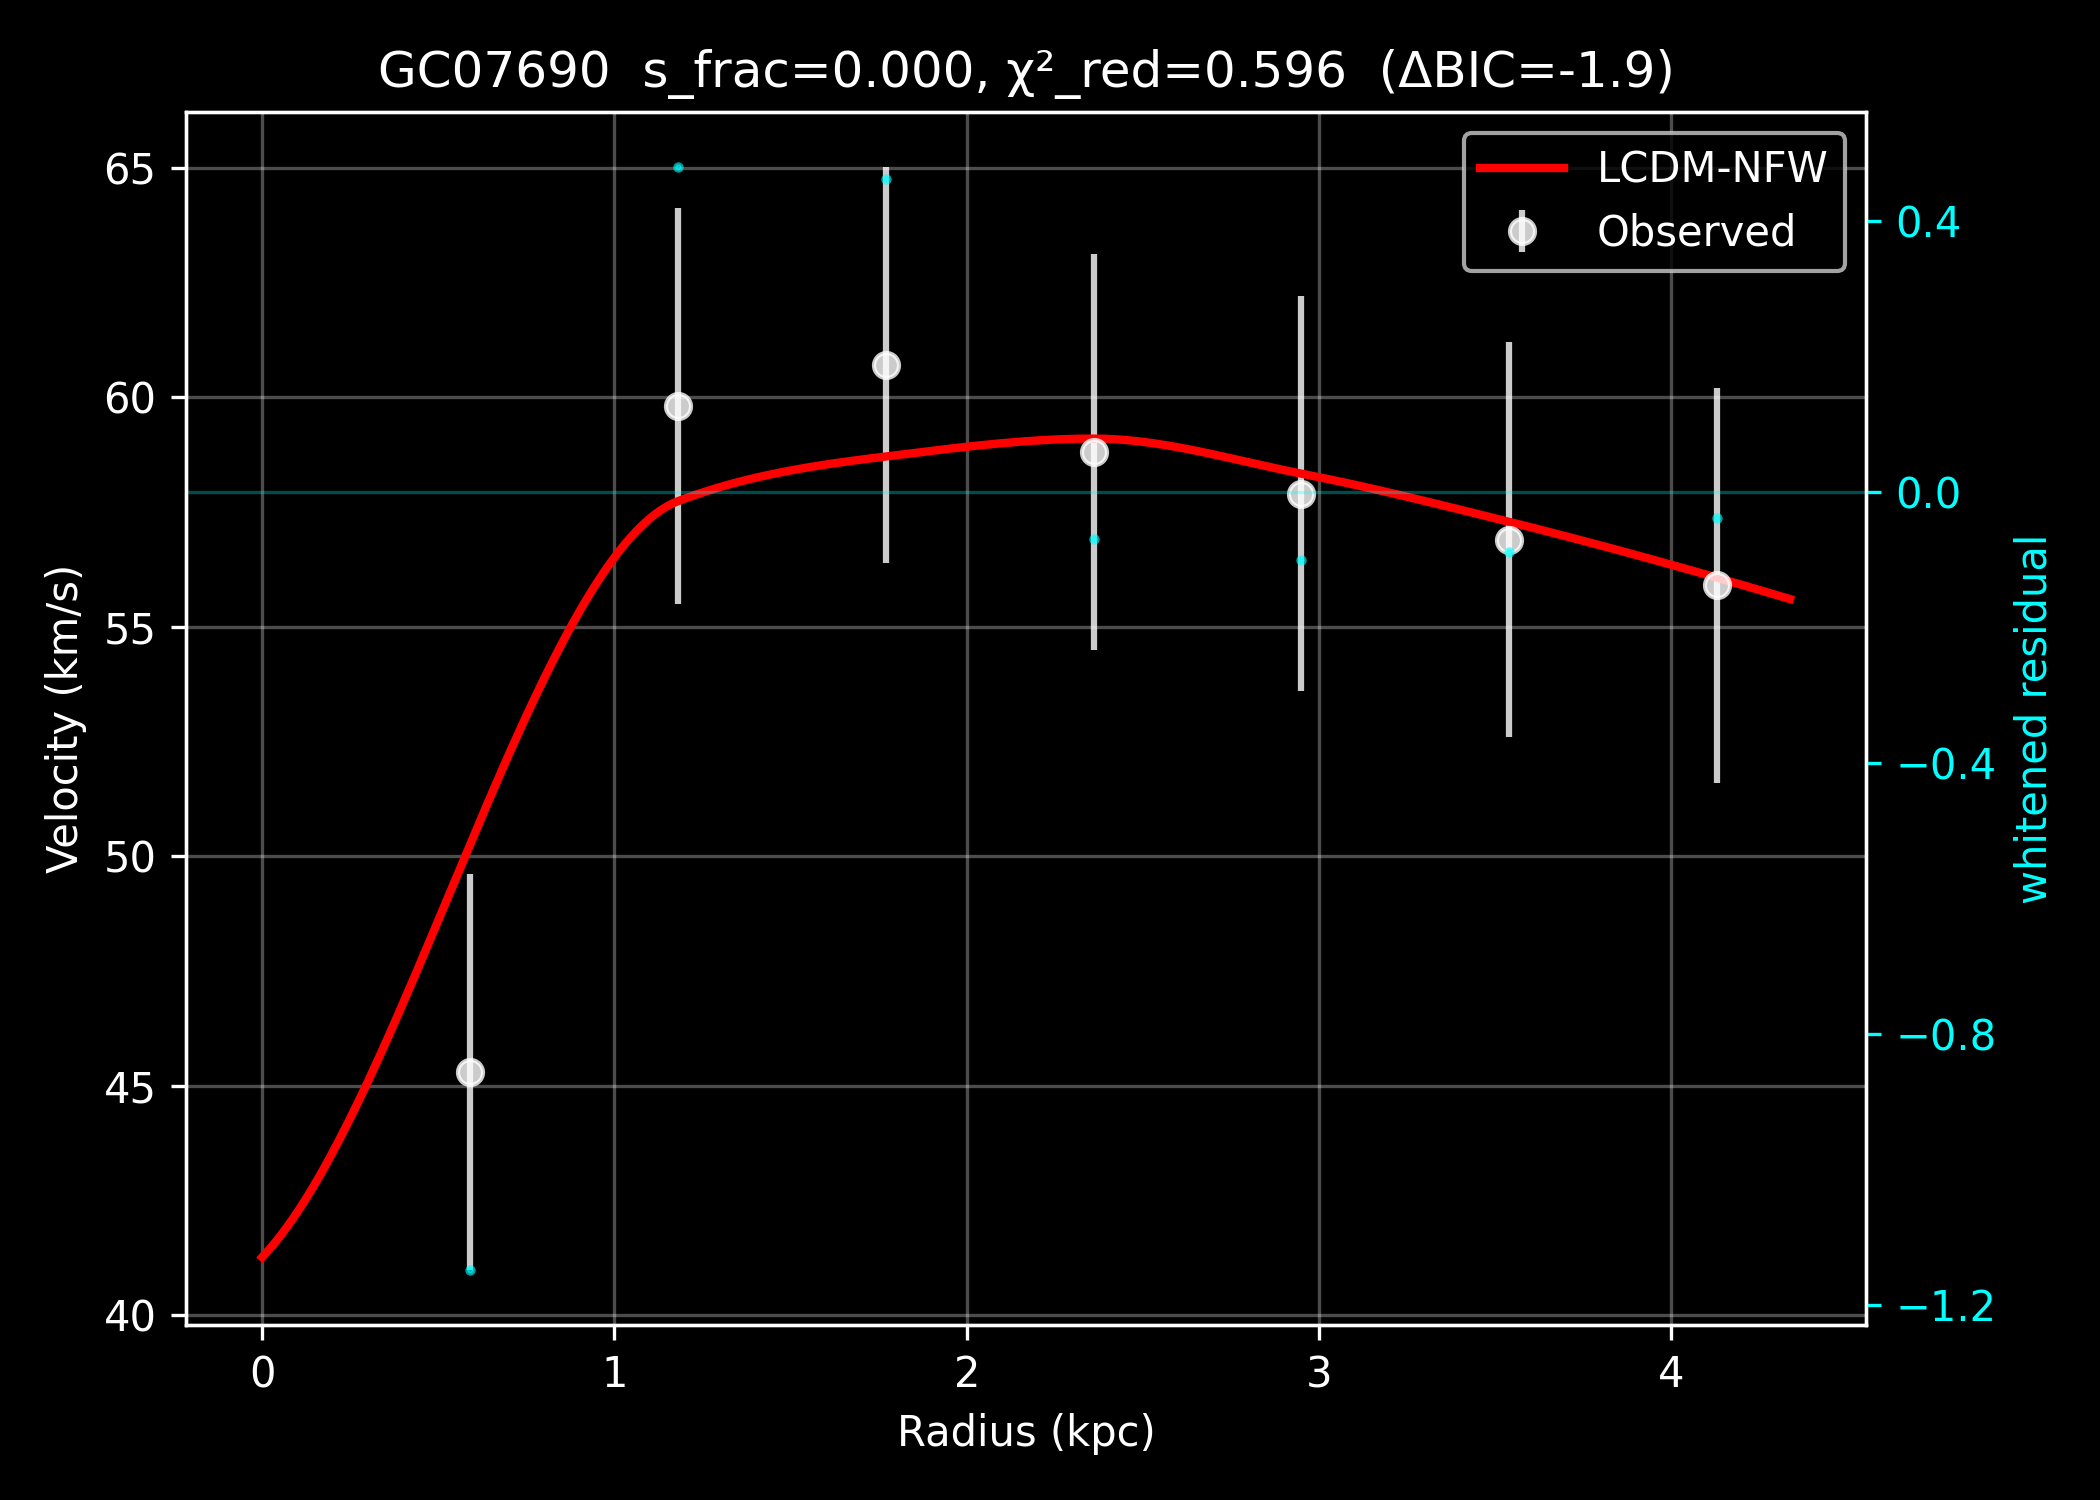 GC07690 s_frac=0.000, χ²_red=0.596 (ΔBIC=-1.9)
LCDM-NFW
Observed
65
60
55
50
45
40
Velocity (km/s)
0.4
0.0
−0.4
−0.8
−1.2
whitened residual
0 1 2 3 4
Radius (kpc)